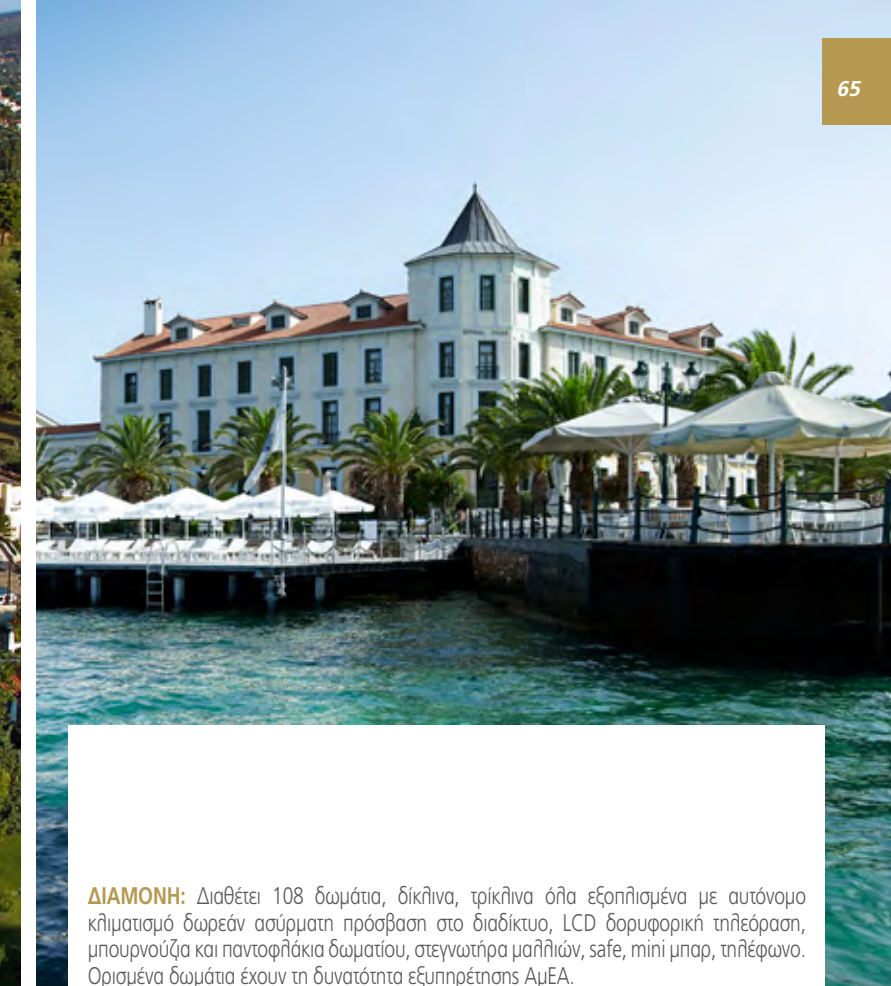 65
ΔΙΑΜΟΝΗ: Διαθέτει 108 δωμάτια, δίκλινα, τρίκλινα όλα εξοπλισμένα με αυτόνομο
κλιματισμό δωρεάν ασύρματη πρόσβαση στο διαδίκτυο, LCD δορυφορική τηλεόραση,
μπουρνούζια και παντοφλάκια δωματίου, στεγνωτήρα μαλλιών, safe, mini μπαρ, τηλέφωνο.
Ορισμένα δωμάτια έχουν τη δυνατότητα εξυπηρέτησης ΑμΕΑ.